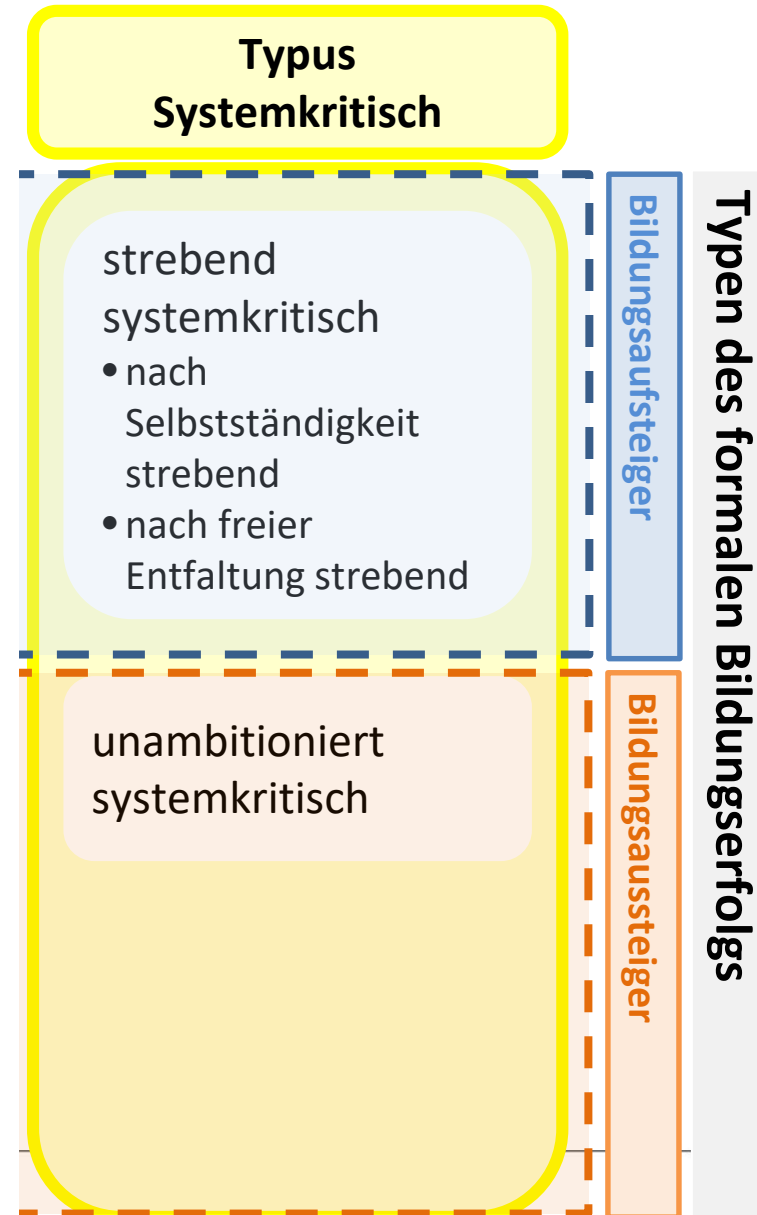 Typus
Systemkritisch
strebend
systemkritisch
• nach
Selbstständigkeit
strebend
• nach freier
Entfaltung strebend
unambitioniert
systemkritisch
Bildungsaufsteiger
Bildungsaussteiger
Typen des formalen Bildungserfolgs